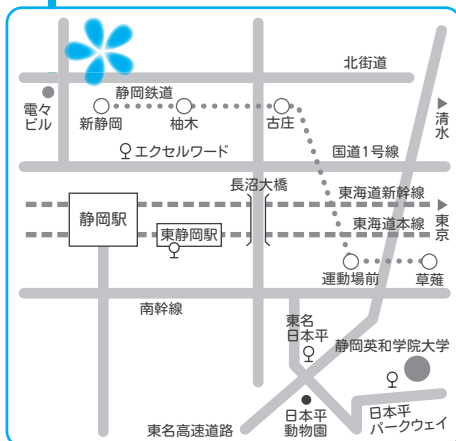 北街道
電々
ビル
静岡鉄道
新静岡
柚木
古庄
清水
エクセルワード
国道1号線
長沼大橋
東海道新幹線
静岡駅
東静岡駅
東海道本線
東京
運動場前
草薙
南幹線
東名
日本平
静岡英和学院大学
日本平
動物園
日本平
パークウェイ
東名高速道路